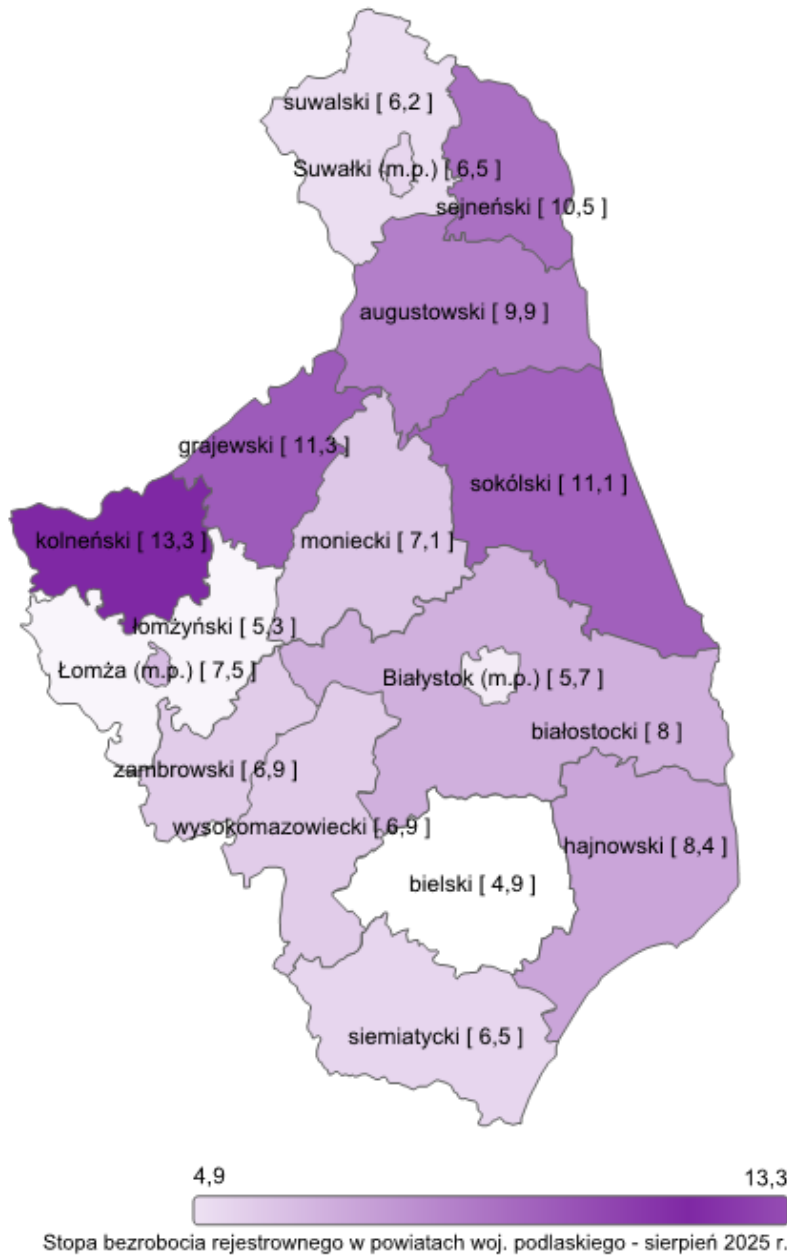 suwalski [ 6,2 ]
Suwałki (m.p.) [ 6,5 ]
sejneński [ 10,5 ]
augustowski [ 9,9 ]
grajewski [ 11,3 ]
sokólski [ 11,1 ]
kolneński [ 13,3 ]
moniecki [ 7,1 ]
łomżyński [ 5,3 ]
Łomża (m.p.) [ 7,5 ]
Białystok (m.p.) [ 5,7 ]
białostocki [ 8 ]
zambrowski [ 6,9 ]
wysokomazowiecki [ 6,9 ]
hajnowski [ 8,4 ]
bielski [ 4,9 ]
siemiatycki [ 6,5 ]
4,9 13,3
Stopa bezrobocia rejestrownego w powiatach woj. podlaskiego - sierpień 2025 r.